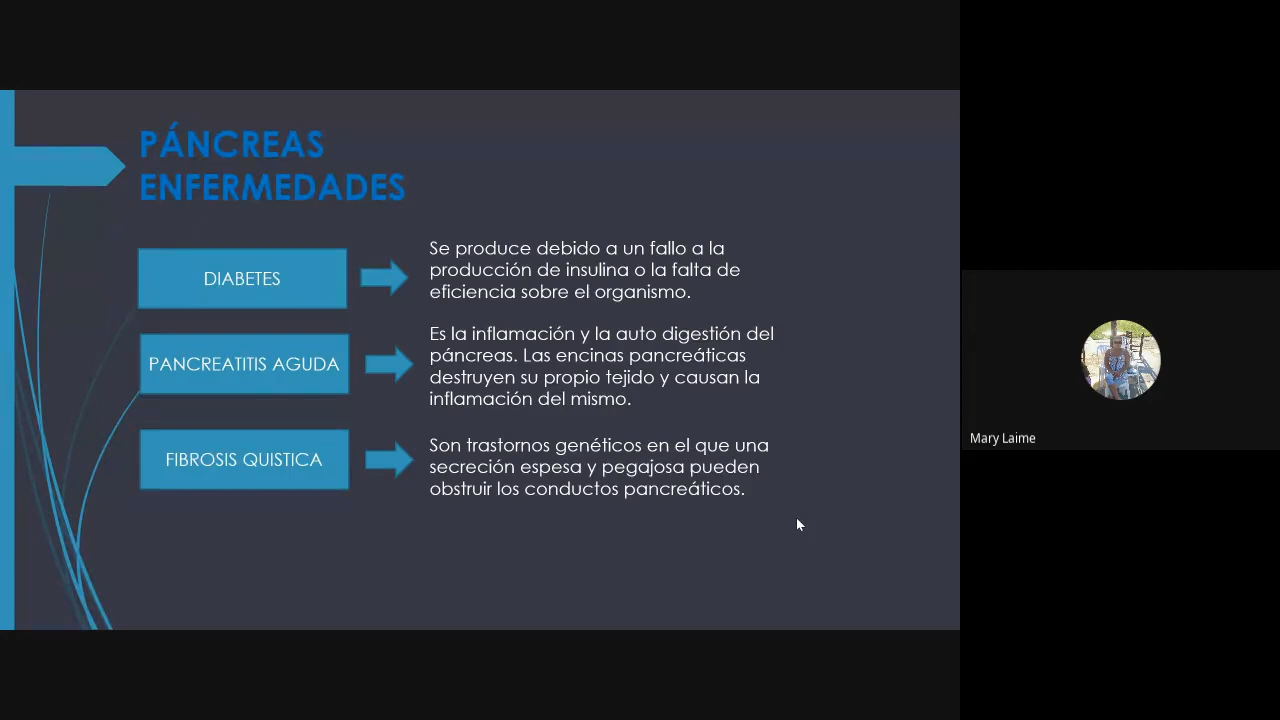 PÁNCREAS
ENFERMEDADES
DIABETES
Se produce debido a un fallo a la
producción de insulina o la falta de
eficiencia sobre el organismo.
PANCREATITIS AGUDA
Es la inflamación y la auto digestión del
páncreas. Las encinas pancreáticas
destruyen su propio tejido y causan la
inflamación del mismo.
FIBROSIS QUISTICA
Son trastornos genéticos en el que una
secreción espesa y pegajosa pueden
obstruir los conductos pancreáticos.
Mary Laime